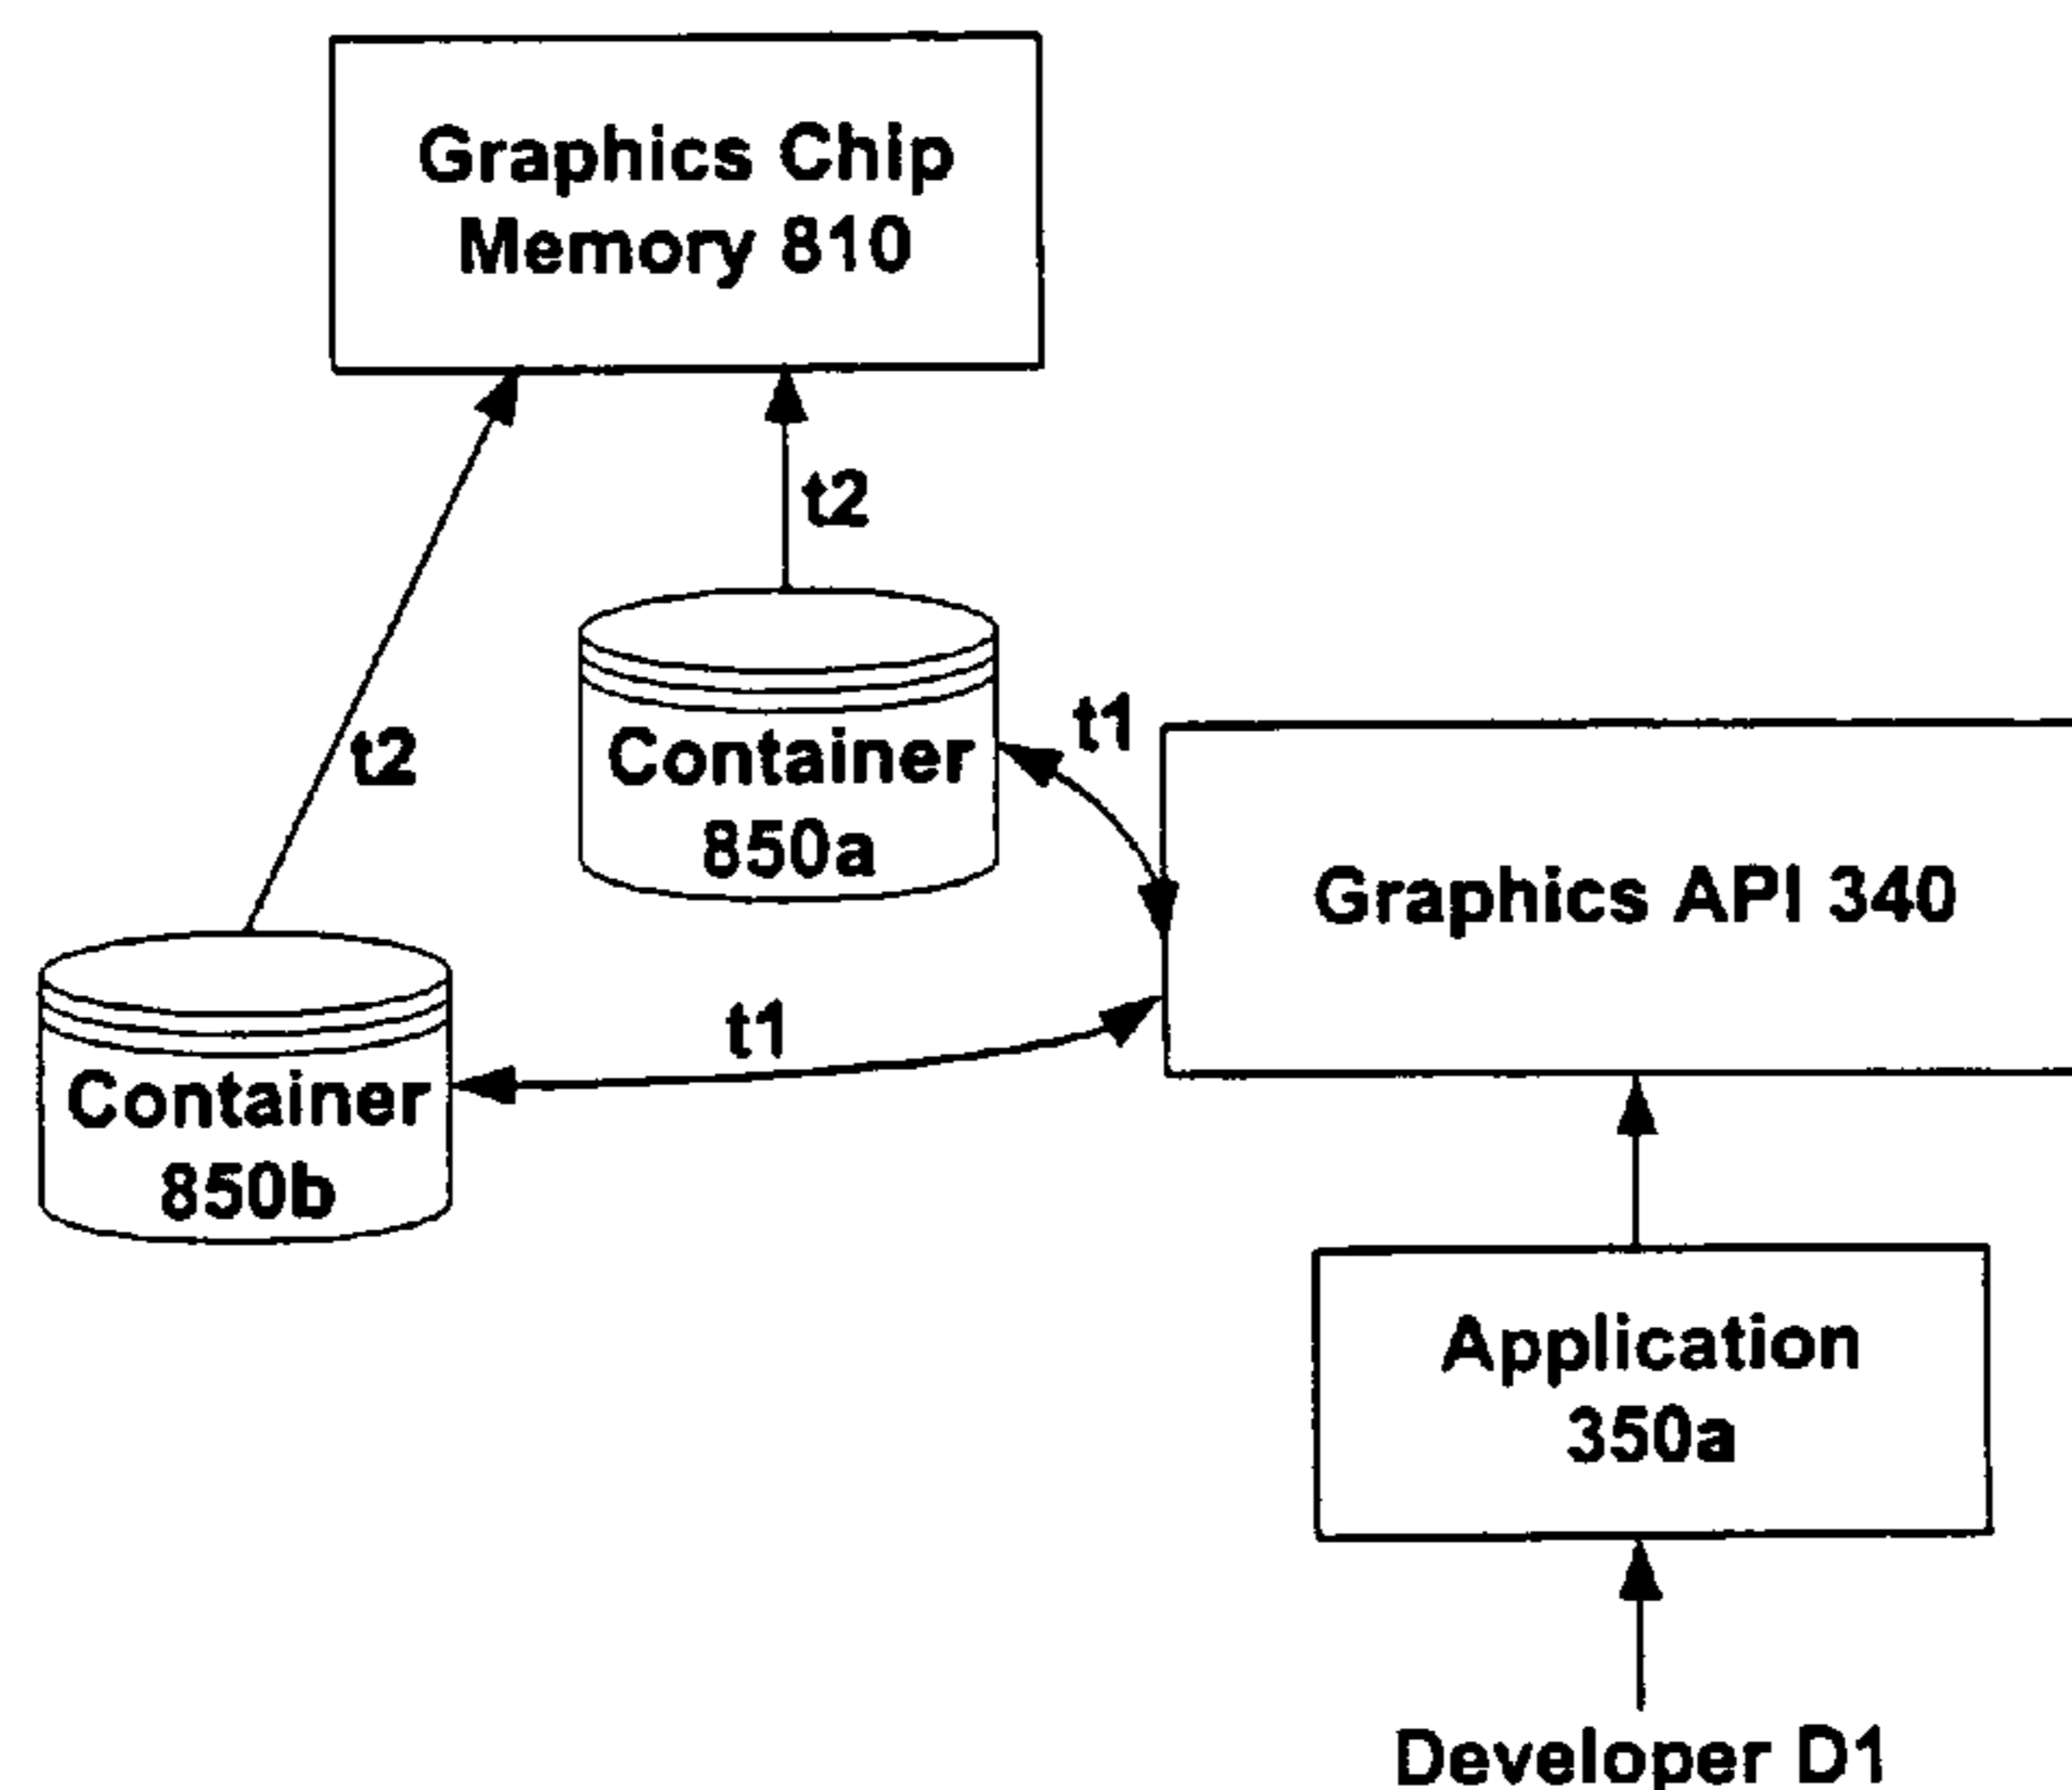 Graphics Chip
Memory 810
t2
t2
Container
850a
t1
Graphics API 340
t1
Container
850b
Application
350a
Developer D1